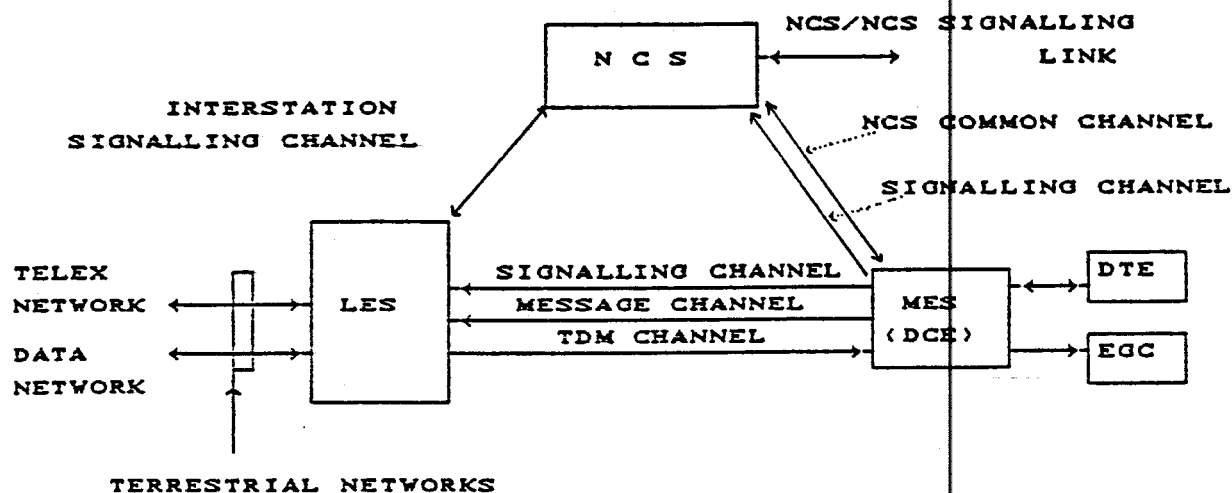 NCS/NCS SIGNALLING
LINK
N C S
INTERSTATION
SIGNALLING CHANNEL
NCS COMMON CHANNEL
SIGNALLING CHANNEL
TELEX
NETWORK
DATA
NETWORK
LES
SIGNALLING CHANNEL
MESSAGE CHANNEL
TDM CHANNEL
MES
(DCE)
DTE
EGC
TERRESTRIAL NETWORKS